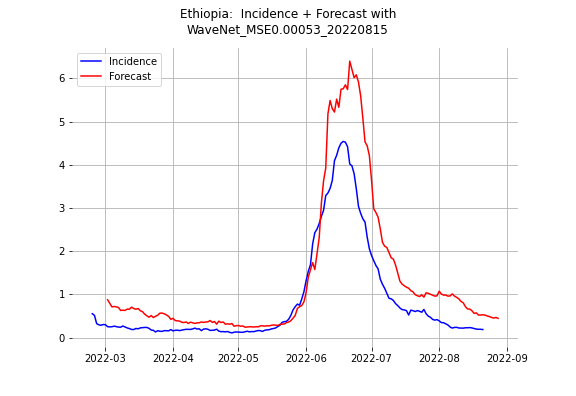 Ethiopia:  Incidence + Forecast with
WaveNet_MSE0.00053_20220815
Incidence
Forecast
6
5
4
3
2
1
0
2022-03 2022-04 2022-05 2022-06 2022-07 2022-08 2022-09